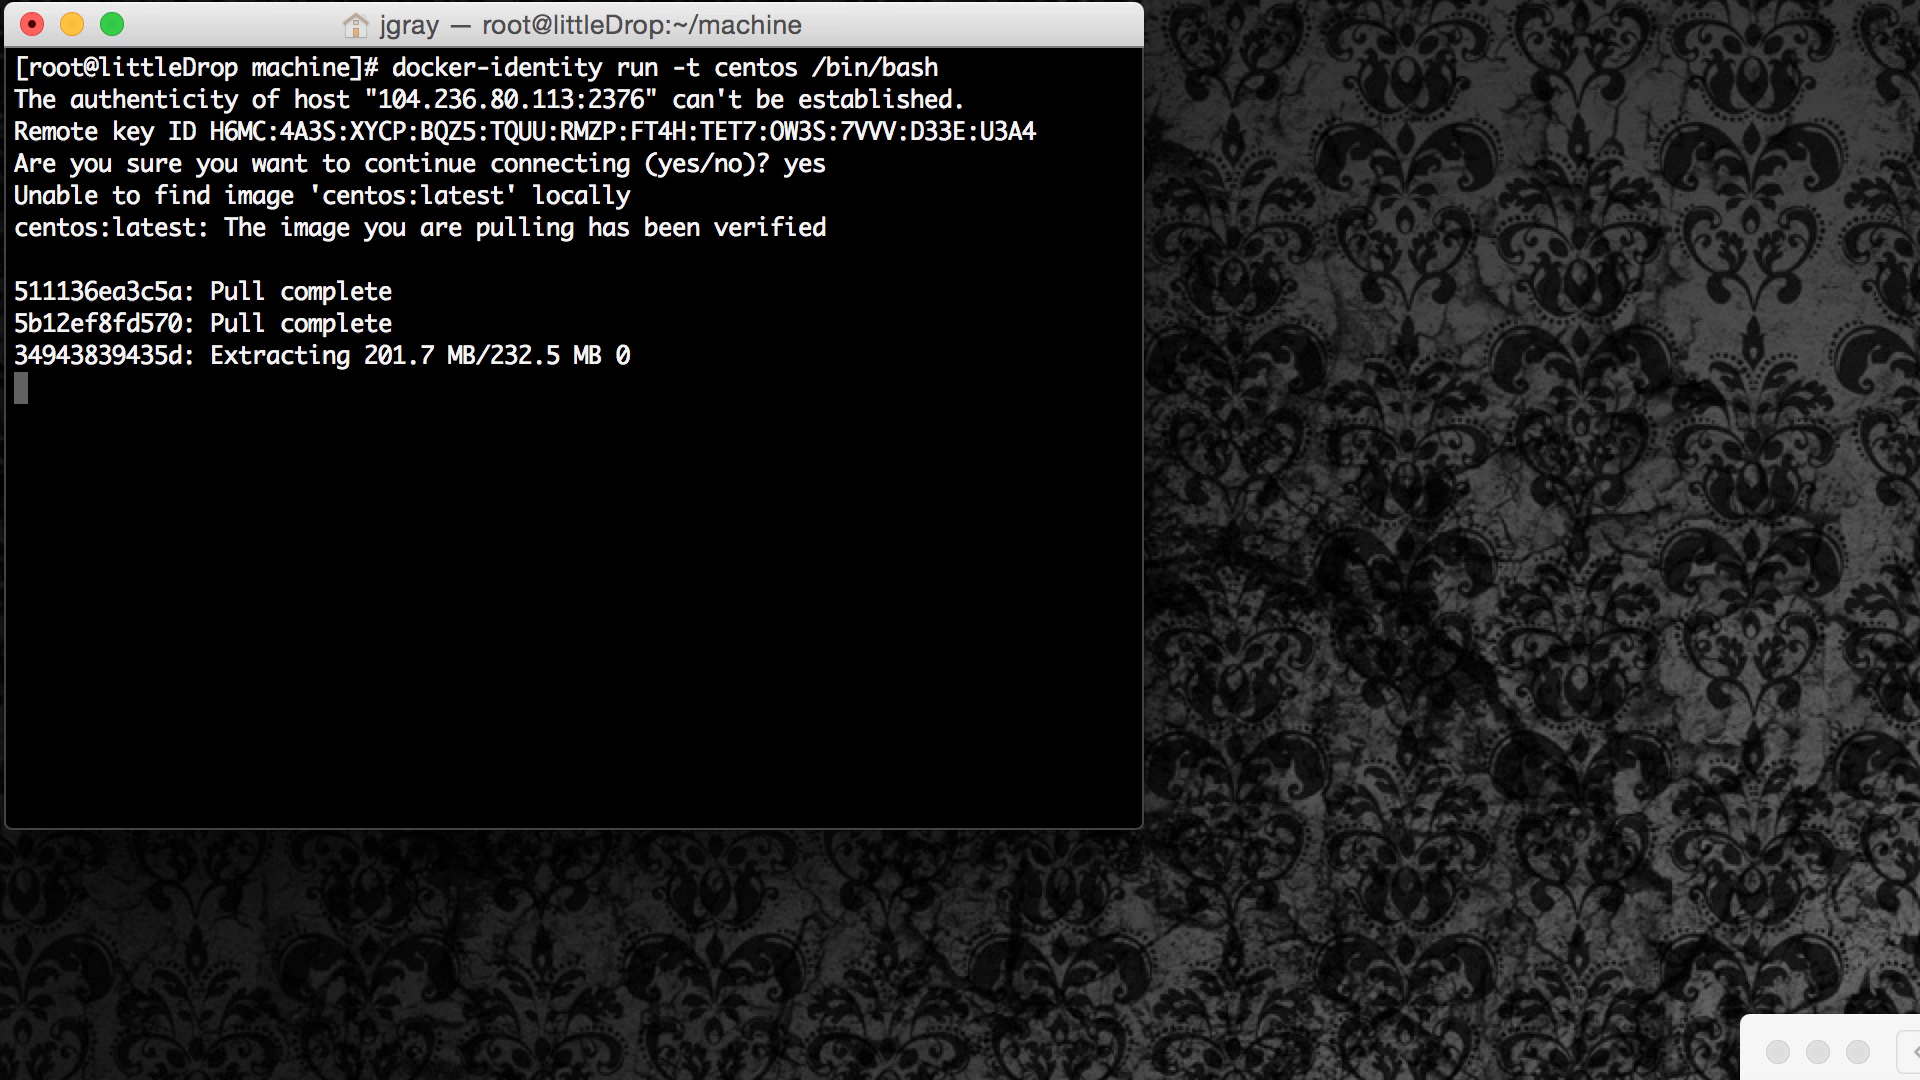 jgray — root@littleDrop:~/machine
[root@littleDrop machine]# docker-identity run -t centos /bin/bash
The authenticity of host "104.236.80.113:2376" can't be established.
Remote key ID H6MC:4A3S:XYCP:BQZ5:TQUU:RMZP:FT4H:TET7:OW3S:7VVV:D33E:U3A4
Are you sure you want to continue connecting (yes/no)? yes
Unable to find image 'centos:latest' locally
centos:latest: The image you are pulling has been verified
511136ea3c5a: Pull complete
5b12ef8fd570: Pull complete
34943839435d: Extracting 201.7 MB/232.5 MB 0